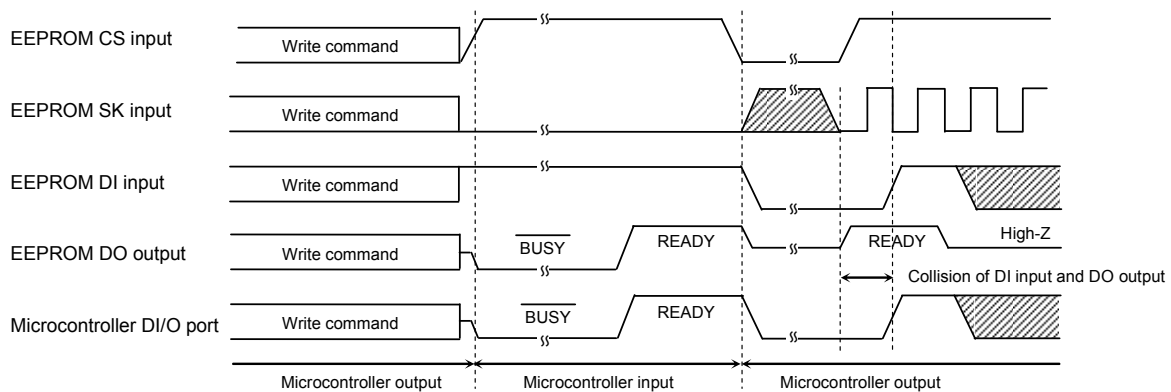 EEPROM CS input
Write command
EEPROM SK input
Write command
EEPROM DI input
Write command
EEPROM DO output
Write command
BUSY
READY
READY
High-Z
Collision of DI input and DO output
Microcontroller DI/O port
Write command
BUSY
READY
Microcontroller output
Microcontroller input
Microcontroller output